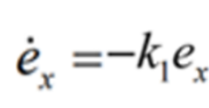 ė_x = -k_1 e_x